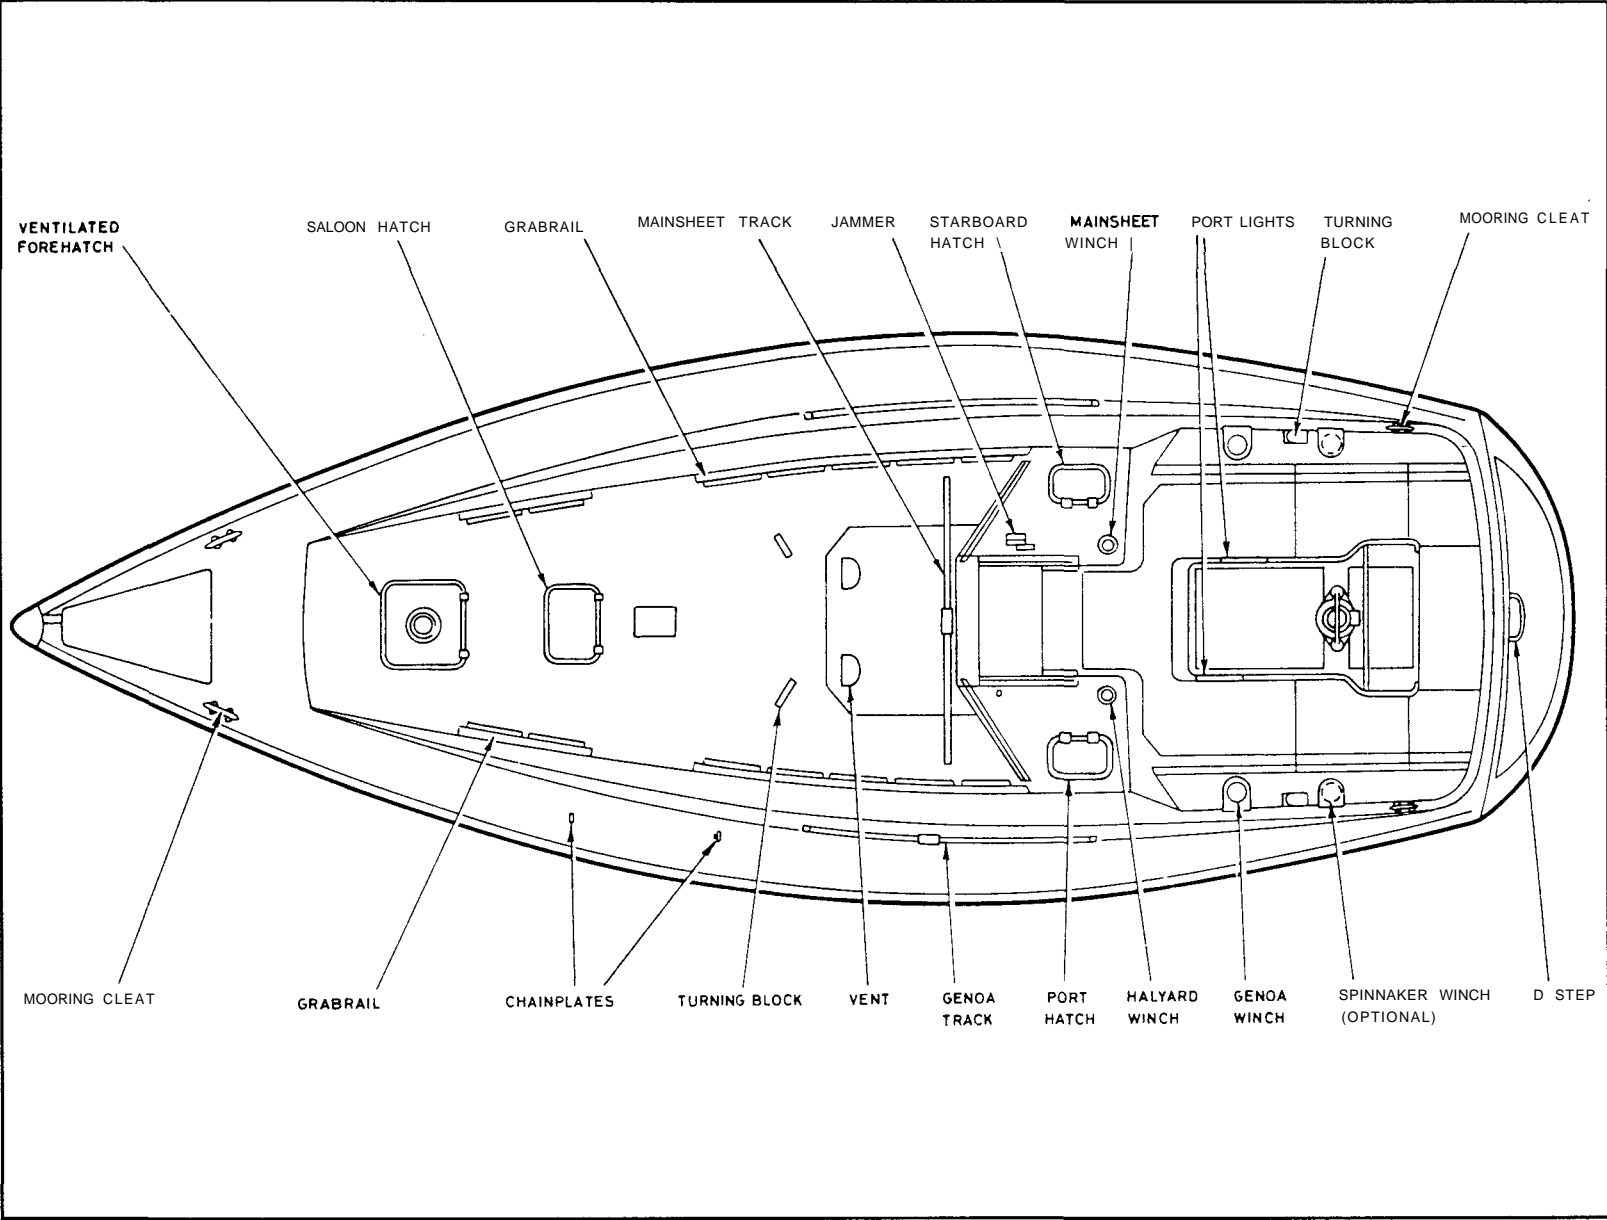 VENTILATED
FOREHATCH
SALOON HATCH
GRABRAIL
MAINSHEET TRACK
JAMMER
STARBOARD
HATCH
MAINSHEET
WINCH
PORT LIGHTS
TURNING
BLOCK
MOORING CLEAT
MOORING CLEAT
GRABRAIL
CHAINPLATES
TURNING BLOCK
VENT
GENOA
TRACK
PORT
HATCH
HALYARD
WINCH
GENOA
WINCH
SPINNAKER WINCH
(OPTIONAL)
D STEP